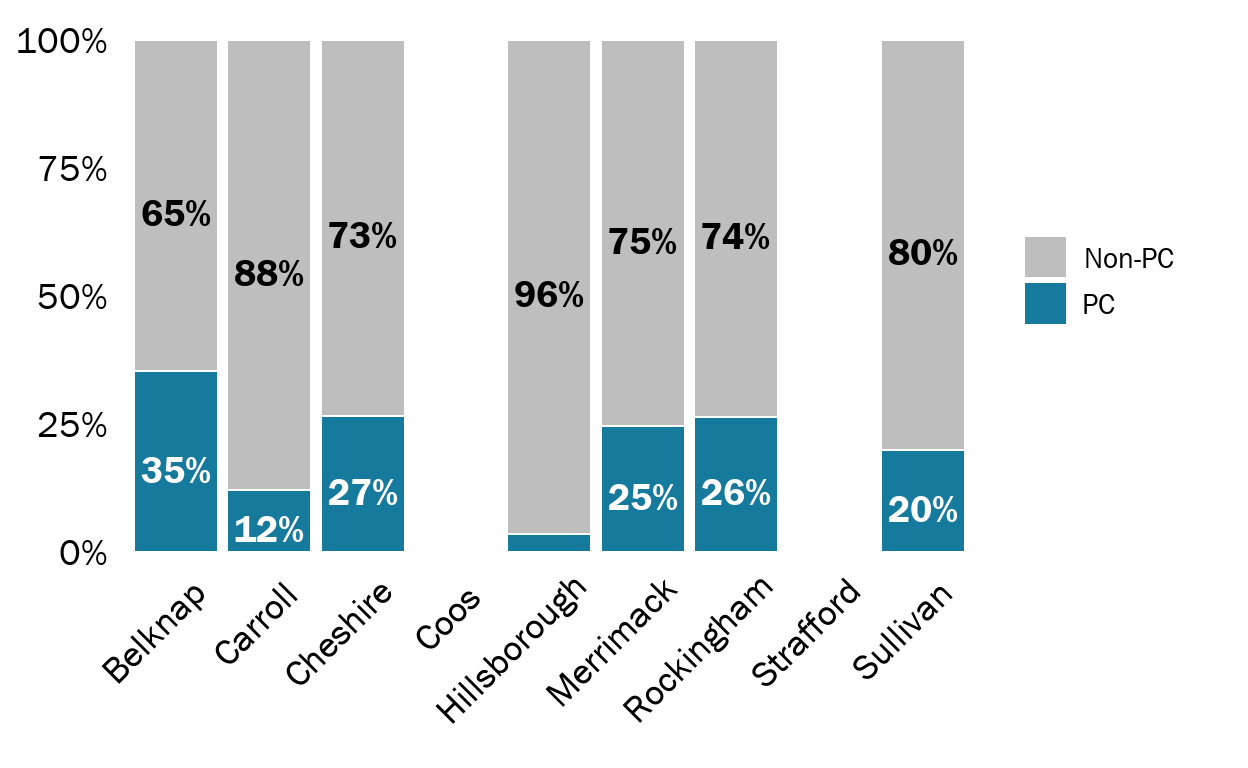 100%
75%
50%
25%
0%
65%
88%
73%
96%
75%
74%
80%
35%
12%
27%
25%
26%
20%
Belknap
Carroll
Cheshire
Coos
Hillsborough
Merrimack
Rockingham
Strafford
Sullivan
Non-PC
PC